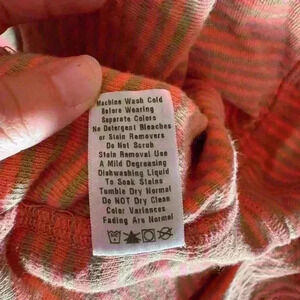 Machine Wash Cold
Before Wearing
Separate Colors
No Detergent Bleaches
or Stain Removers
Do Not Scrub
Stain Removal Use
A Mild Degreasing
Dishwashing Liquid
To Soak Stains
Tumble Dry Normal
Do NOT Dry Clean
Color Variances
Fading Are Normal